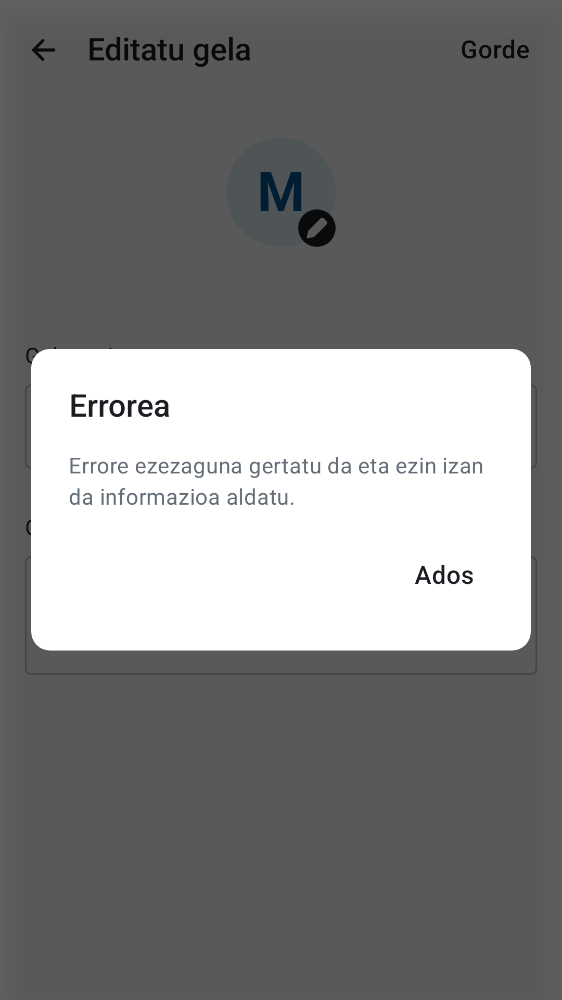 Editatu gela
Gorde
M
Errorea
Errore ezezaguna gertatu da eta ezin izan
da informazioa aldatu.
Ados